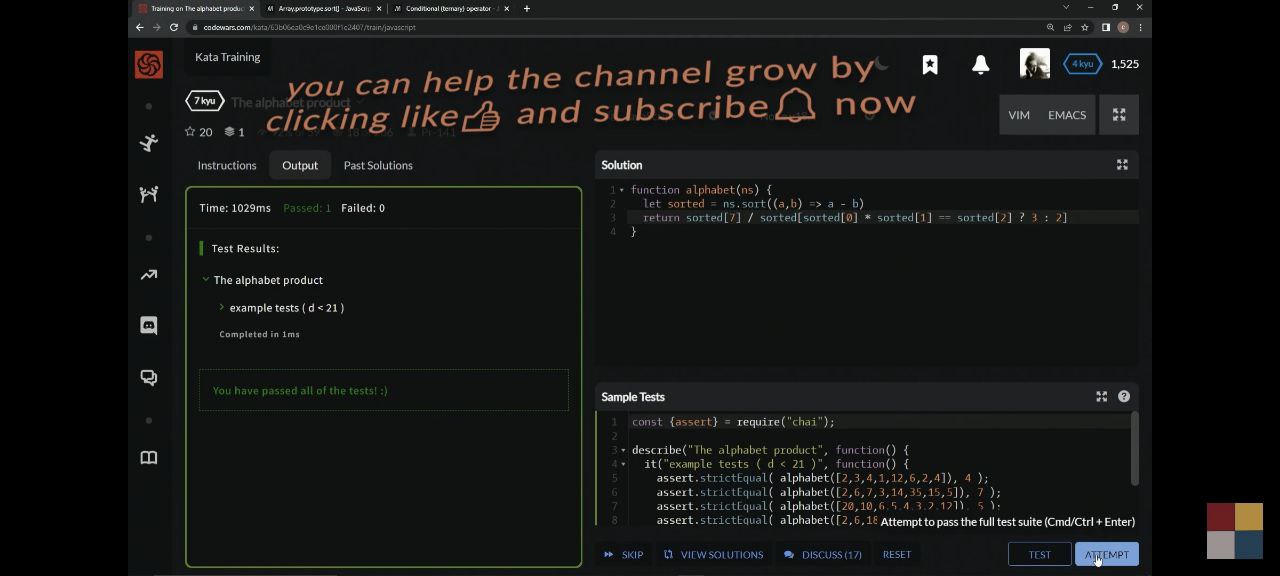 Training on The alphabet produc
Array.prototype.sort() - JavaScrip
Conditional (ternary) operator - J
codewars.com/kata/63b06ea0c9e1ce000f1e2407/train/javascript
Kata Training
you can help the channel grow by
clicking like and subscribe now
7 kyu
The alphabet product
20
1
4 kyu
1,525
VIM
EMACS
Instructions
Output
Past Solutions
Time: 1029ms Passed: 1 Failed: 0
Test Results:
The alphabet product
example tests ( d < 21 )
Completed in 1ms
You have passed all of the tests! :)
Solution
1 function alphabet(ns) {
2 let sorted = ns.sort((a,b) => a - b)
3 return sorted[7] / sorted[sorted[0] * sorted[1] == sorted[2] ? 3 : 2]
4 }
Sample Tests
1 const {assert} = require("chai");
2
3 describe("The alphabet product", function() {
4 it("example tests ( d < 21 )", function() {
5 assert.strictEqual( alphabet([2,3,4,1,12,6,2,4]), 4 );
6 assert.strictEqual( alphabet([2,6,7,3,14,35,15,5]), 7 );
7 assert.strictEqual( alphabet([20,10,6,5,4,3,2,12]), 5 );
8 assert.strictEqual( alphabet([2,6,18
Attempt to pass the full test suite (Cmd/Ctrl + Enter)
SKIP
VIEW SOLUTIONS
DISCUSS (17)
RESET
TEST
ATTEMPT